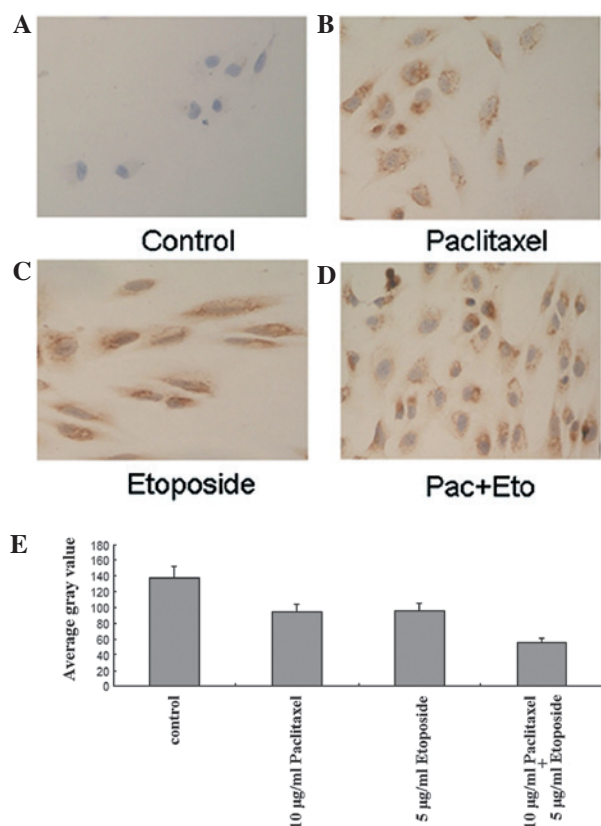 A
B
Control
Paclitaxel
C
D
Etoposide
Pac+Eto
E
Average gray value
180
160
140
120
100
80
60
40
20
0
control
10 µg/ml Paclitaxel
5 µg/ml Etoposide
10 µg/ml Paclitaxel
+
5 µg/ml Etoposide